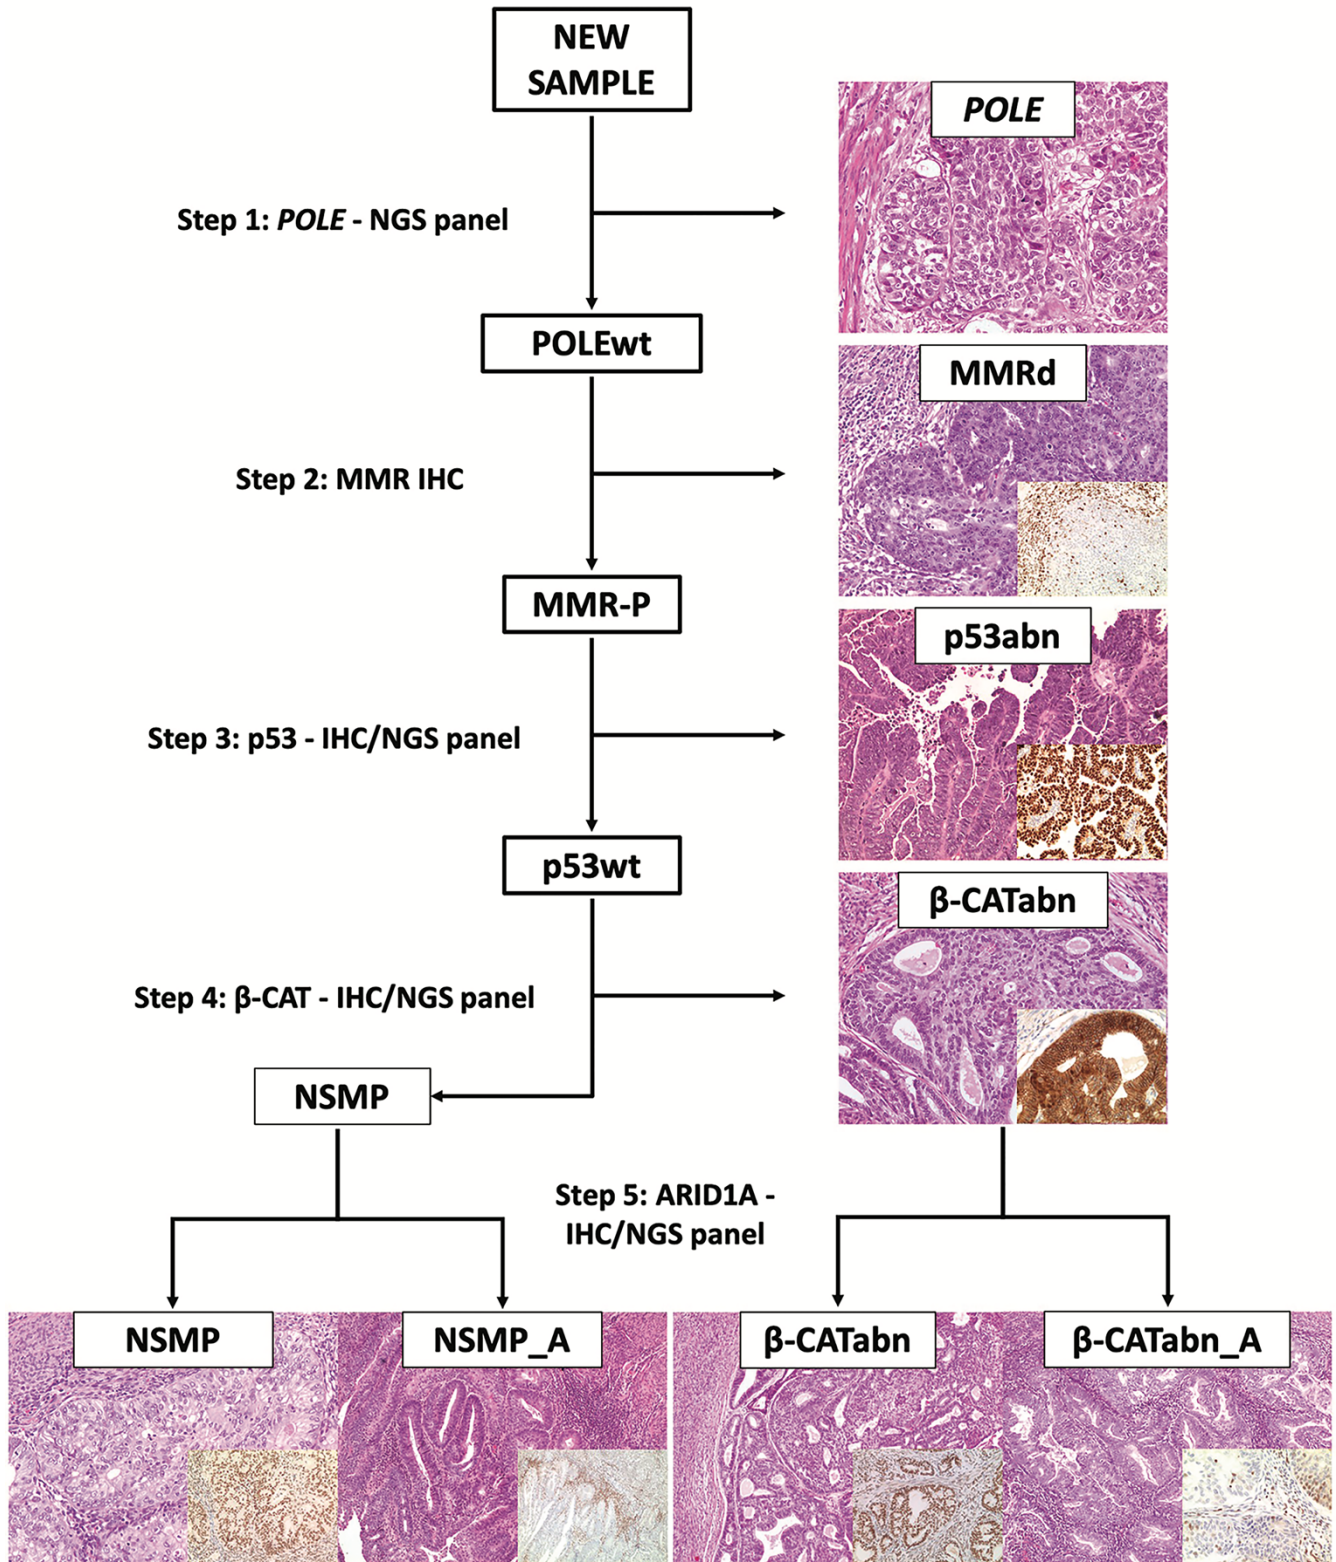 NEW
SAMPLE
POLE
Step 1: POLE - NGS panel
POLEwt
MMRd
Step 2: MMR IHC
MMR-P
p53abn
Step 3: p53 - IHC/NGS panel
p53wt
β-CATabn
Step 4: β-CAT - IHC/NGS panel
NSMP
Step 5: ARID1A -
IHC/NGS panel
NSMP
NSMP_A
β-CATabn
β-CATabn_A